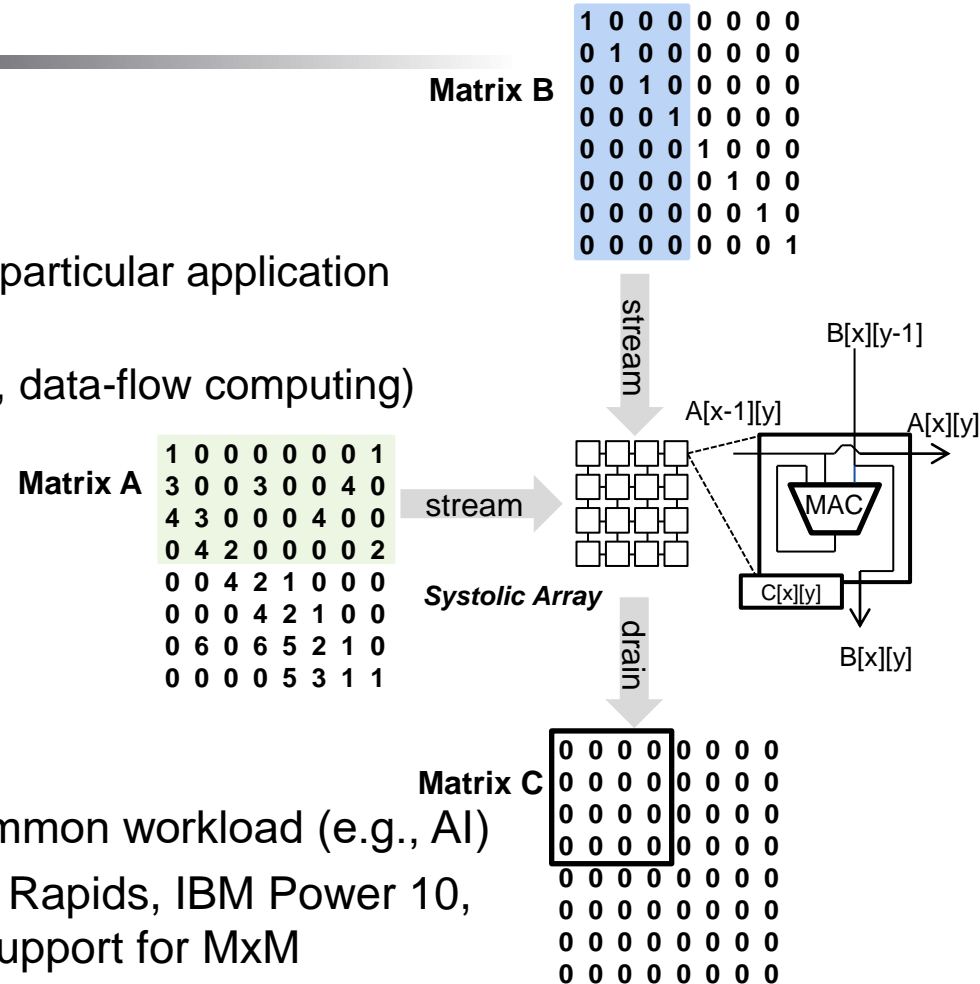 1 0 0 0 0 0 0 0
0 1 0 0 0 0 0 0
Matrix B
0 0 1 0 0 0 0 0
0 0 0 1 0 0 0 0
0 0 0 0 1 0 0 0
0 0 0 0 0 1 0 0
0 0 0 0 0 0 1 0
0 0 0 0 0 0 0 1
particular application
stream
, data-flow computing)
B[x][y-1]
A[x-1][y]
A[x][y]
Matrix A
1 0 0 0 0 0 0 1
3 0 0 3 0 0 4 0
4 3 0 0 0 4 0 0
0 4 2 0 0 0 0 2
0 0 4 2 1 0 0 0
0 0 0 4 2 1 0 0
0 6 0 6 5 2 1 0
0 0 0 0 5 3 1 1
stream
MAC
C[x][y]
B[x][y]
Systolic Array
drain
Matrix C
0 0 0 0 0 0 0 0
0 0 0 0 0 0 0 0
0 0 0 0 0 0 0 0
0 0 0 0 0 0 0 0
0 0 0 0 0 0 0 0
0 0 0 0 0 0 0 0
0 0 0 0 0 0 0 0
0 0 0 0 0 0 0 0
mmon workload (e.g., AI)
Rapids, IBM Power 10,
upport for MxM